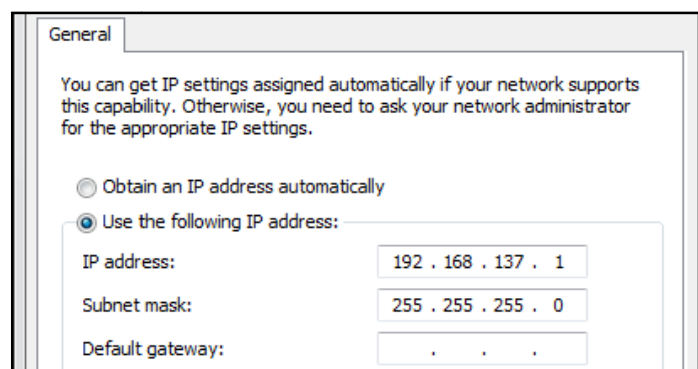 General
You can get IP settings assigned automatically if your network supports
this capability. Otherwise, you need to ask your network administrator
for the appropriate IP settings.
Obtain an IP address automatically
Use the following IP address:
IP address: 192 . 168 . 137 . 1
Subnet mask: 255 . 255 . 255 . 0
Default gateway: . . .